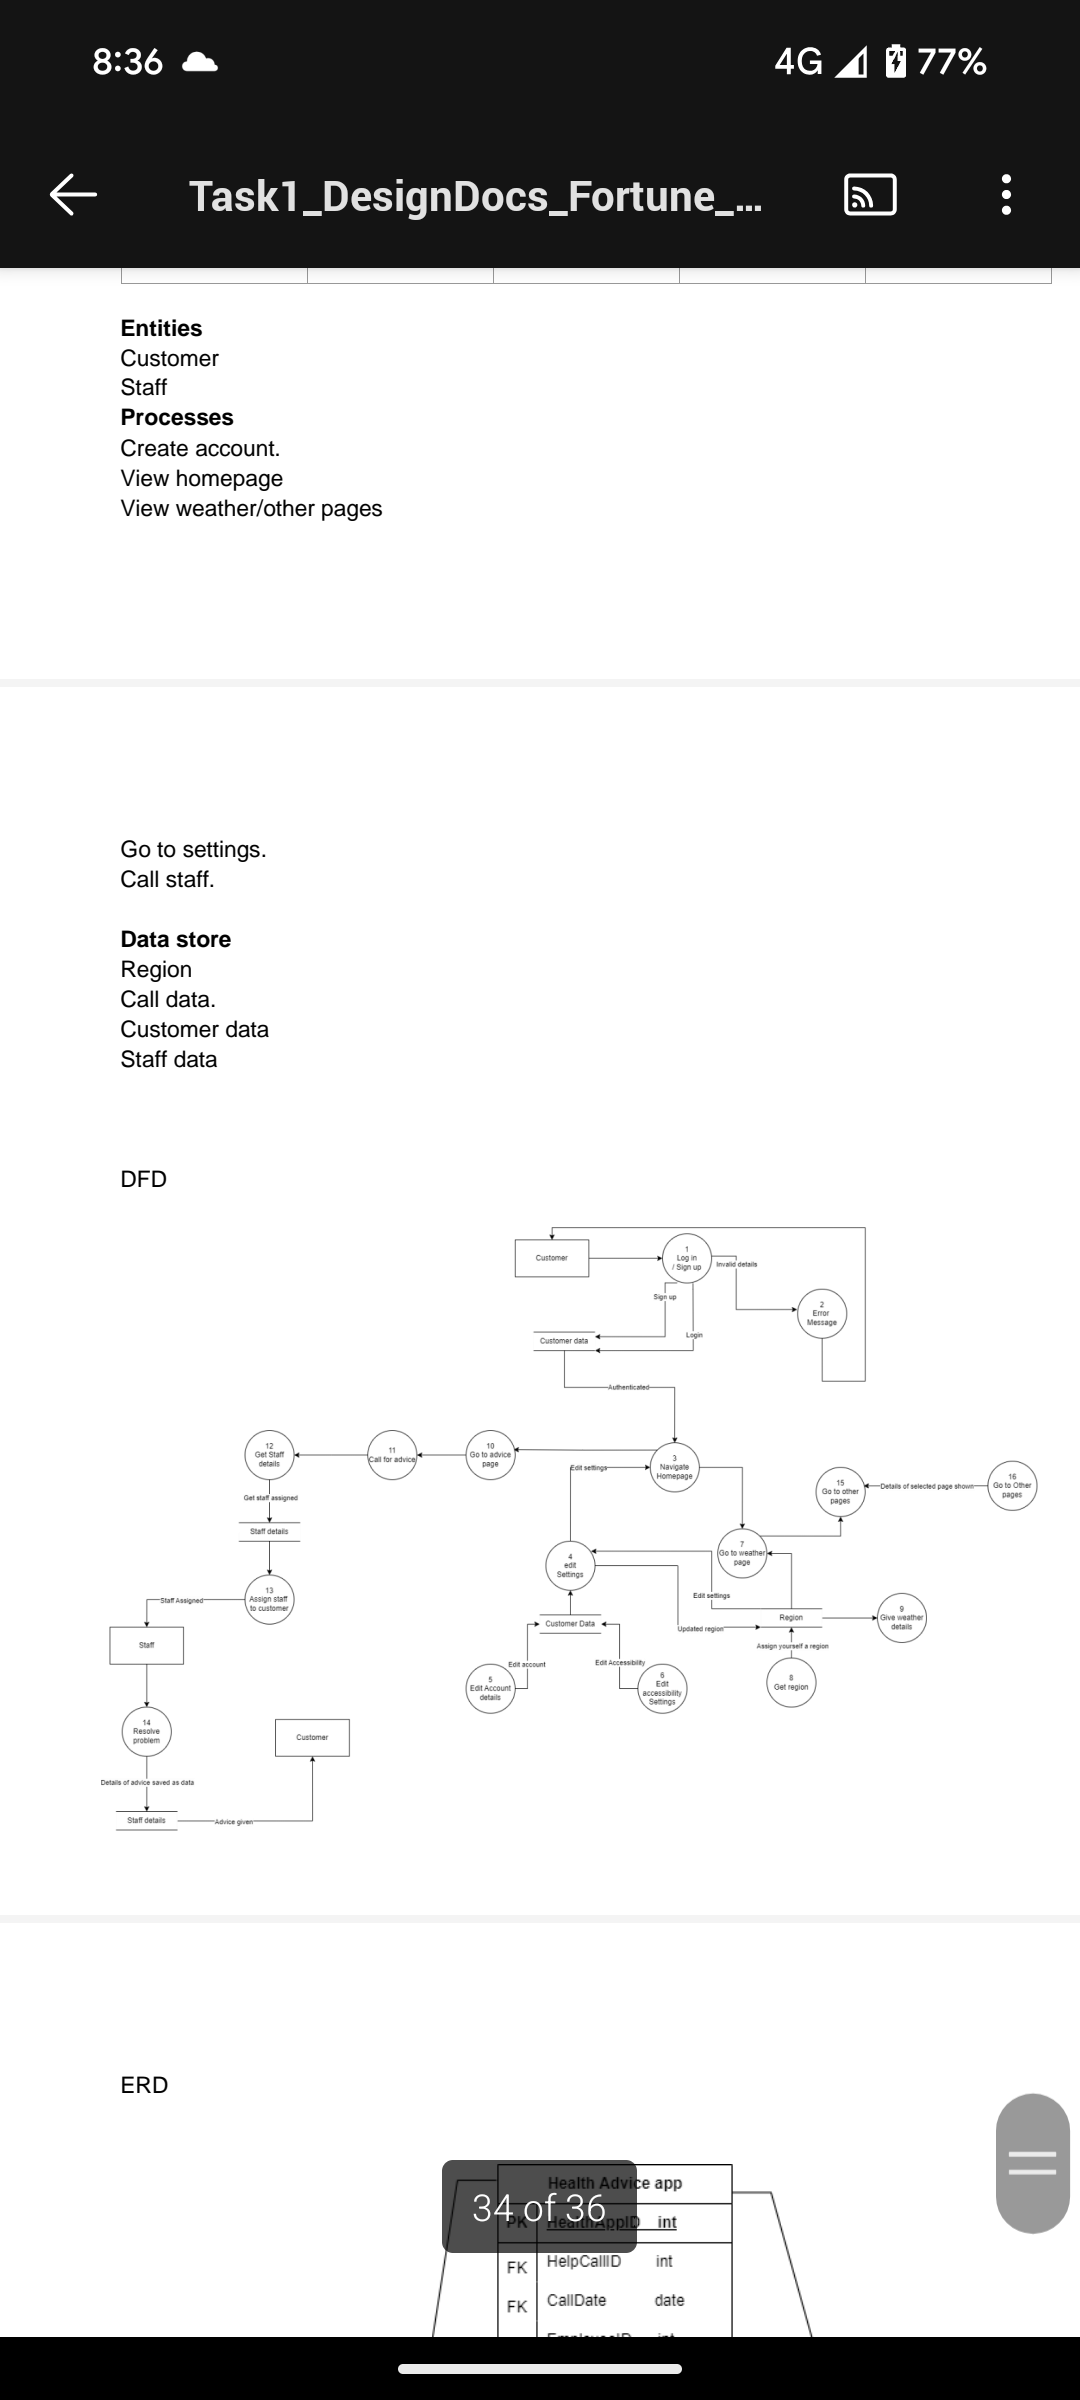 8:36
4G 77%
Task1_DesignDocs_Fortune_...
Entities
Customer
Staff
Processes
Create account.
View homepage
View weather/other pages
Go to settings.
Call staff.
Data store
Region
Call data.
Customer data
Staff data
DFD
Customer
1
Log in
/ Sign up
Invalid details
Sign up
2
Error
Message
Customer data
Login
Authenticated
12
Get Staff
details
11
Call for advice
10
Go to advice
page
3
Navigate
Homepage
Edit settings
15
Go to other
pages
Details of selected page shown
16
Go to Other
pages
Get staff assigned
Staff details
4
edit
Settings
7
Go to weather
page
13
Assign staff
to customer
Staff Assigned
Edit settings
Customer Data
Updated region
Region
9
Give weather
details
Staff
Assign yourself a region
Edit account
Edit Accessibility
5
Edit Account
details
6
Edit
accessibility
Settings
8
Get region
14
Resolve
problem
Customer
Details of advice saved as data
Staff details
Advice given
ERD
Health Advice app
34 of 36
PK HealthAppID int
FK HelpCallID int
FK CallDate date
EmployeeID int